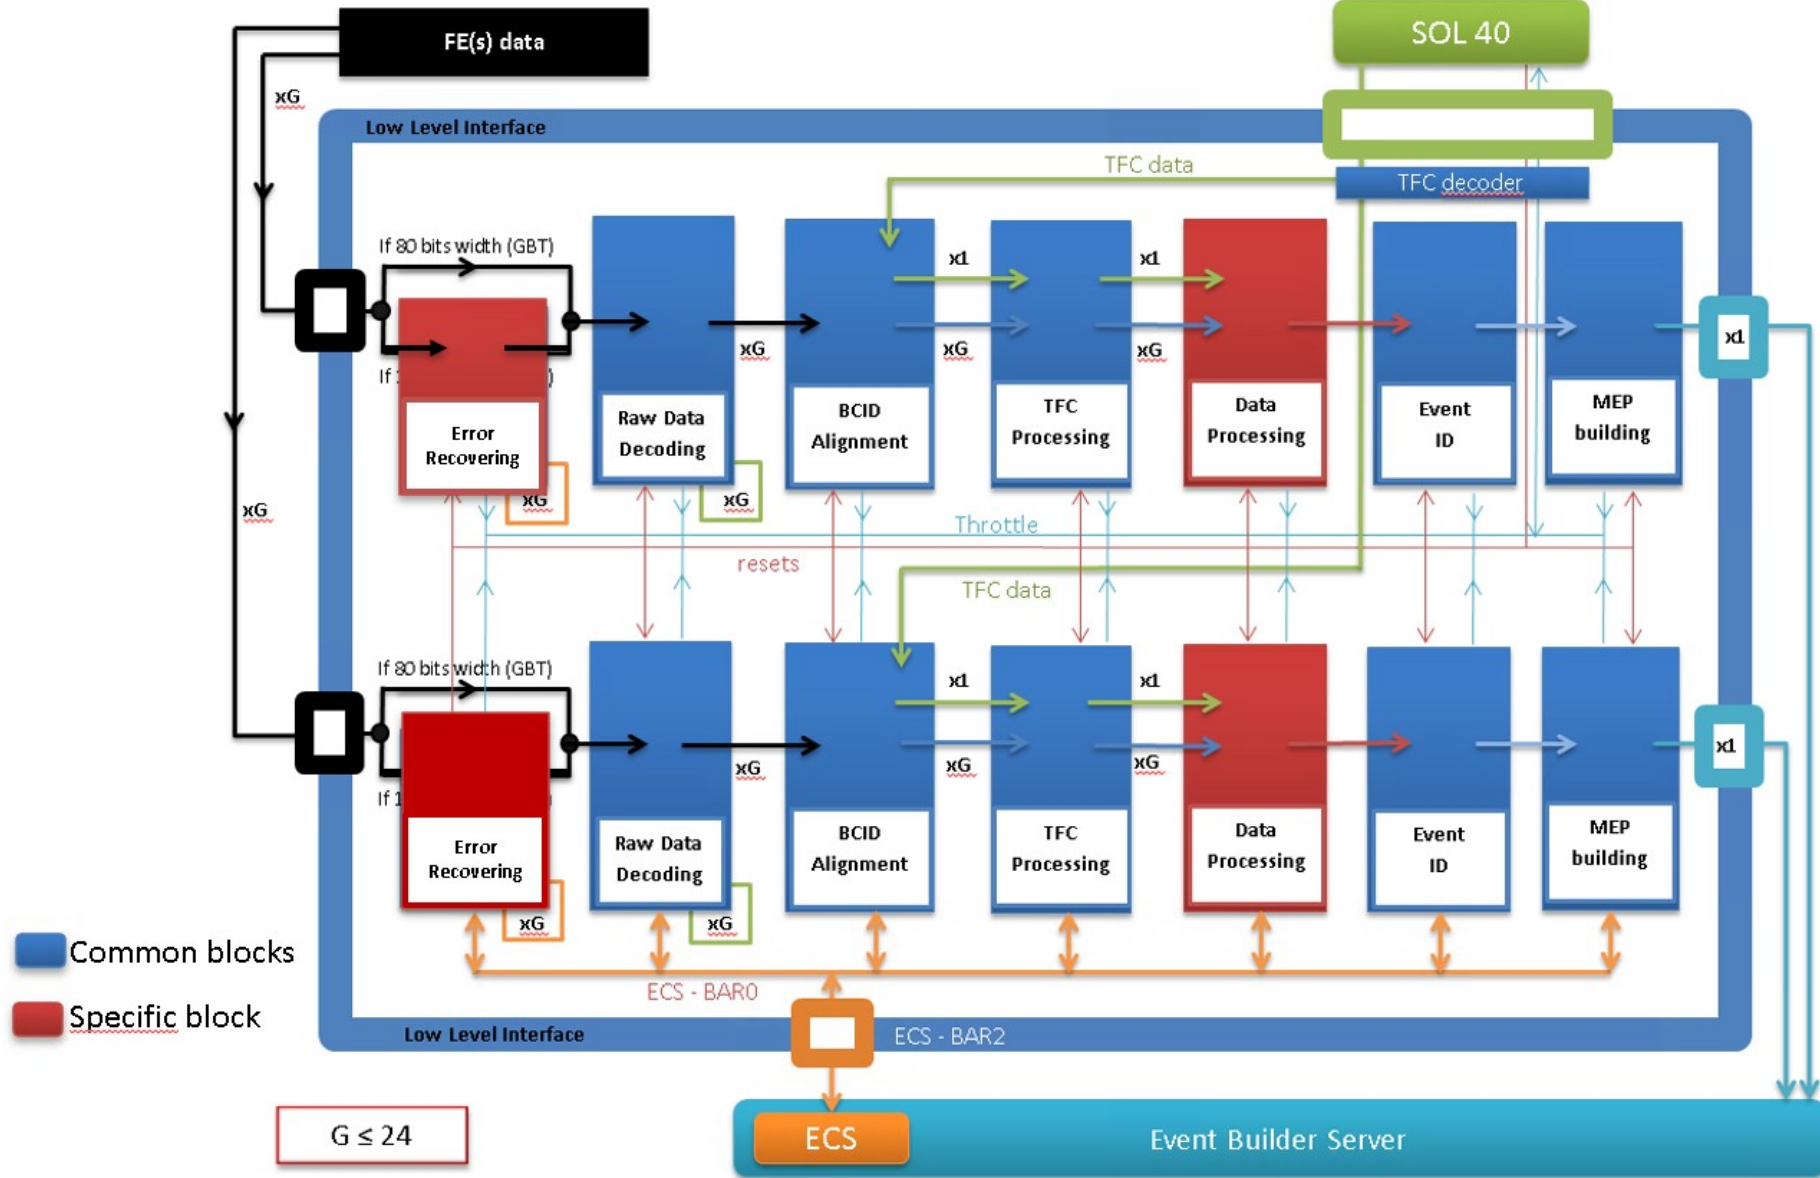 FE(s) data
SOL 40
xG
Low Level Interface
TFC data
TFC decoder
If 80 bits width (GBT)
x1
x1
xG
xG
xG
x1
If 1
)
Error
Recovering
Raw Data
Decoding
BCID
Alignment
TFC
Processing
Data
Processing
Event
ID
MEP
building
xG
xG
xG
Throttle
resets
TFC data
If 80 bits width (GBT)
x1
x1
xG
xG
xG
x1
If 1
Error
Recovering
Raw Data
Decoding
BCID
Alignment
TFC
Processing
Data
Processing
Event
ID
MEP
building
xG
xG
Common blocks
Specific block
ECS - BAR0
Low Level Interface
ECS - BAR2
G ≤ 24
ECS
Event Builder Server